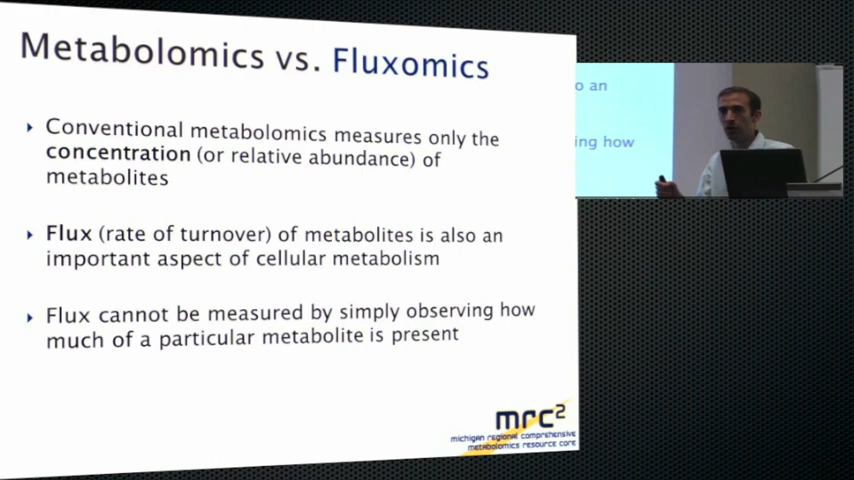 Metabolomics vs. Fluxomics
Conventional metabolomics measures only the
concentration (or relative abundance) of
metabolites
Flux (rate of turnover) of metabolites is also an
important aspect of cellular metabolism
Flux cannot be measured by simply observing how
much of a particular metabolite is present
mrc2
michigan regional comprehensive
metabolomics resource core
o an
ing how